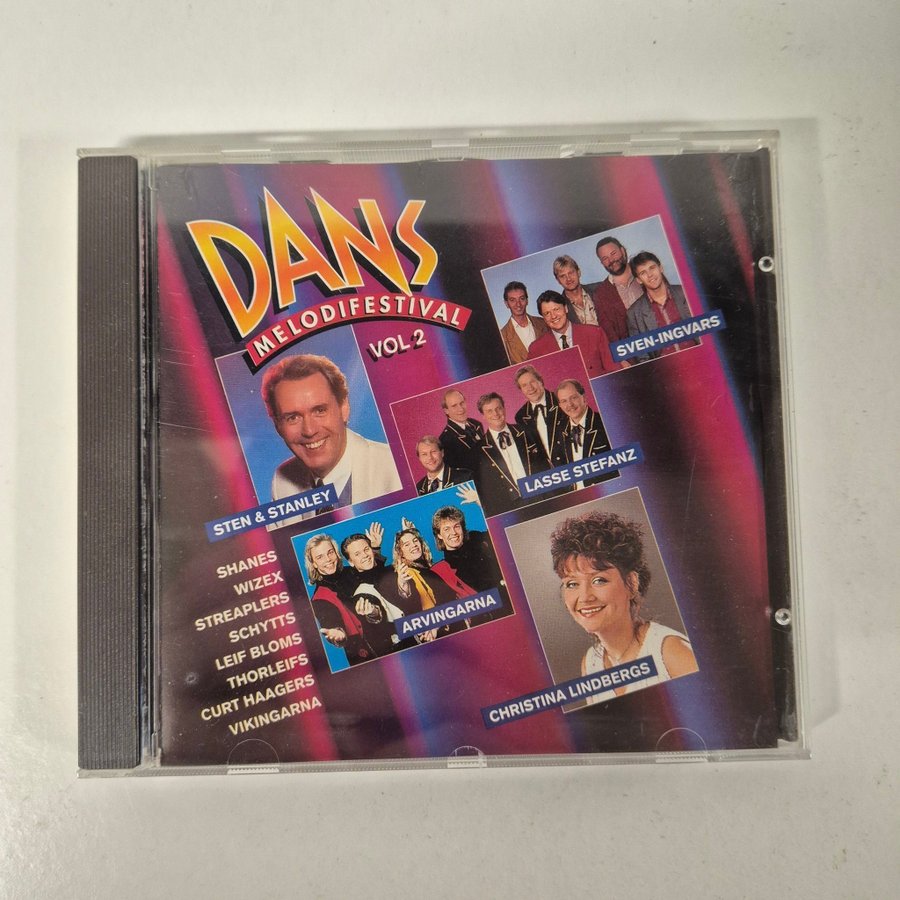 DANS
MELODIFESTIVAL
VOL 2
SVEN-INGVARS
LASSE STEFANZ
STEN & STANLEY
ARVINGARNA
CHRISTINA LINDBERGS
SHANES
WIZEX
STREAPLERS
SCHYTTS
LEIF BLOMS
THORLEIFS
CURT HAAGERS
VIKINGARNA